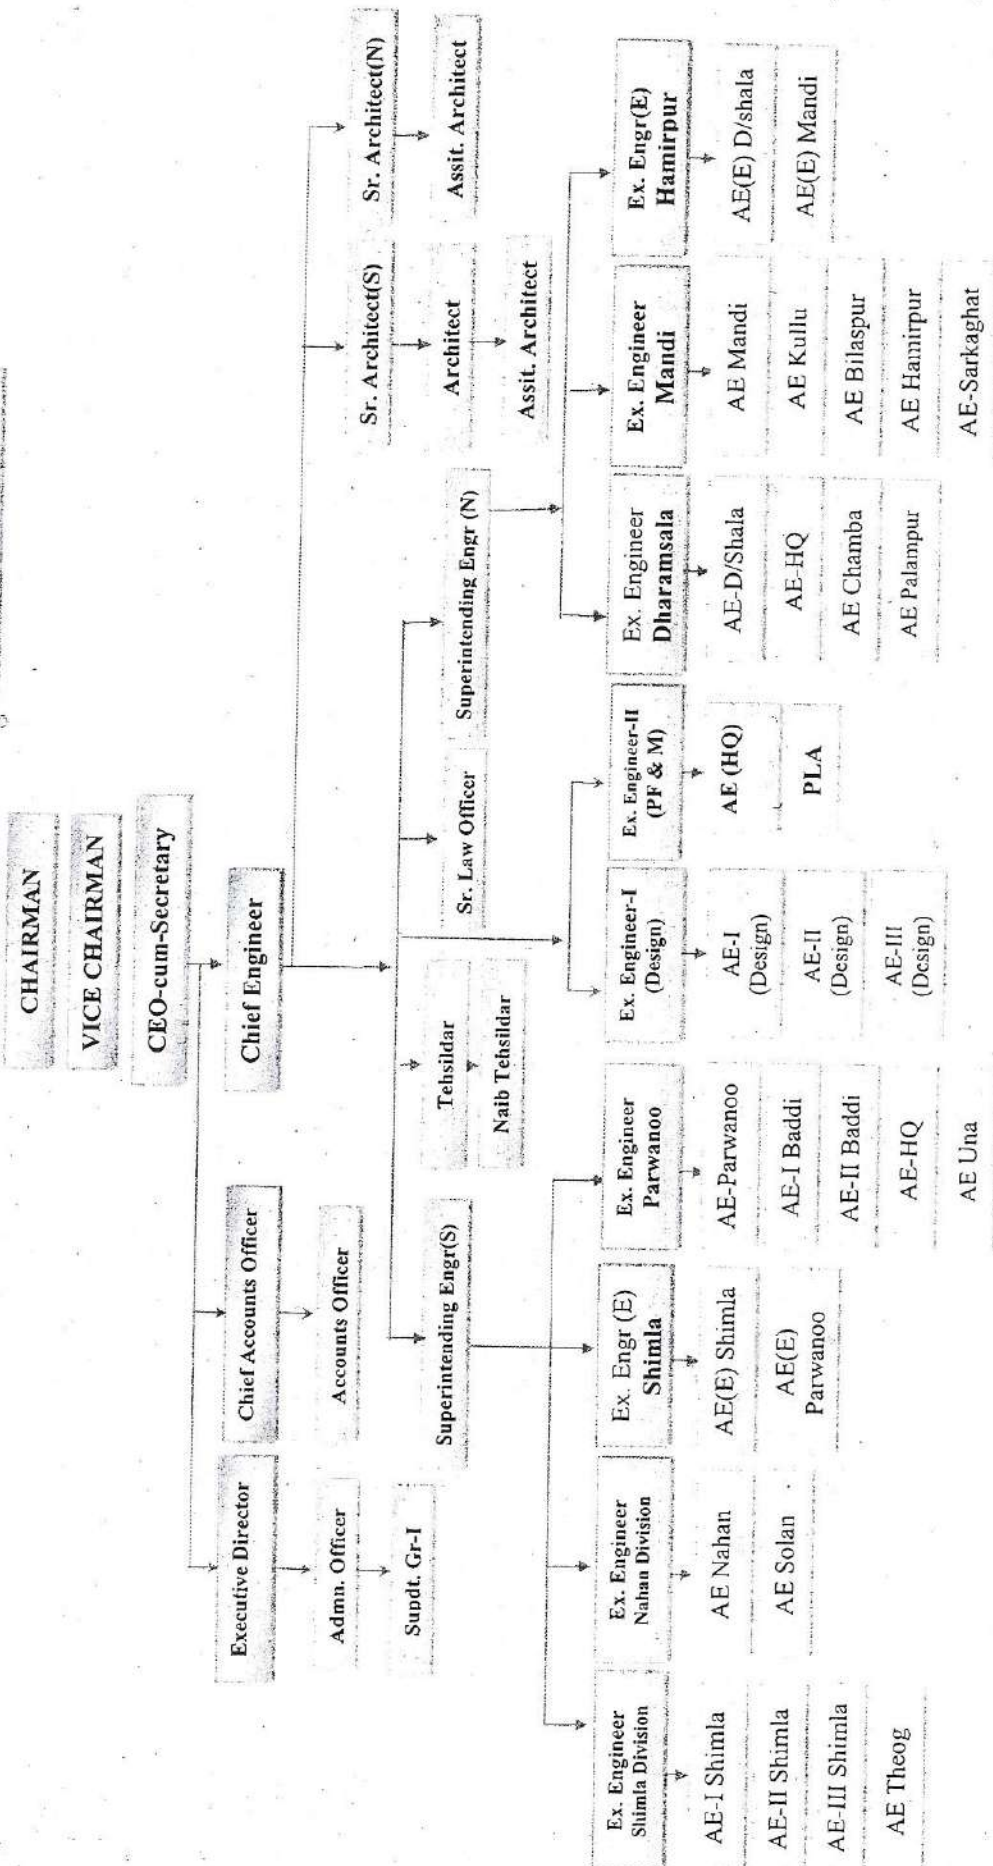 CHAIRMAN
VICE CHAIRMAN
CEO-cum-Secretary
Executive Director
Chief Accounts Officer
Chief Engineer
Admn. Officer
Accounts Officer
Sr. Architect(S)
Sr. Architect(N)
Supdt. Gr-I
Architect
Assit. Architect
Superintending Engr(S)
Tehsildar
Sr. Law Officer
Superintending Engr (N)
Naib Tehsildar
Assit. Architect
Ex. Engineer
Shimla Division
AE-I Shimla
AE-II Shimla
AE-III Shimla
AE Theog
Ex. Engineer
Nahan Division
AE Nahan
AE Solan
Ex. Engr (E)
Shimla
AE(E) Shimla
AE(E)
Parwanoo
Ex. Engineer
Parwanoo
AE-Parwanoo
AE-I Baddi
AE-II Baddi
AE-HQ
AE Una
Ex. Engineer-I
(Design)
AE-I
(Design)
AE-II
(Design)
AE-III
(Design)
Ex. Engineer-II
(PF & M)
AE (HQ)
PLA
Ex. Engineer
Dharamsala
AE-D/Shala
AE-HQ
AE Chamba
AE Palampur
Ex. Engineer
Mandi
AE Mandi
AE Kullu
AE Bilaspur
AE Hamirpur
AE-Sarkaghat
Ex. Engr(E)
Hamirpur
AE(E) D/shala
AE(E) Mandi